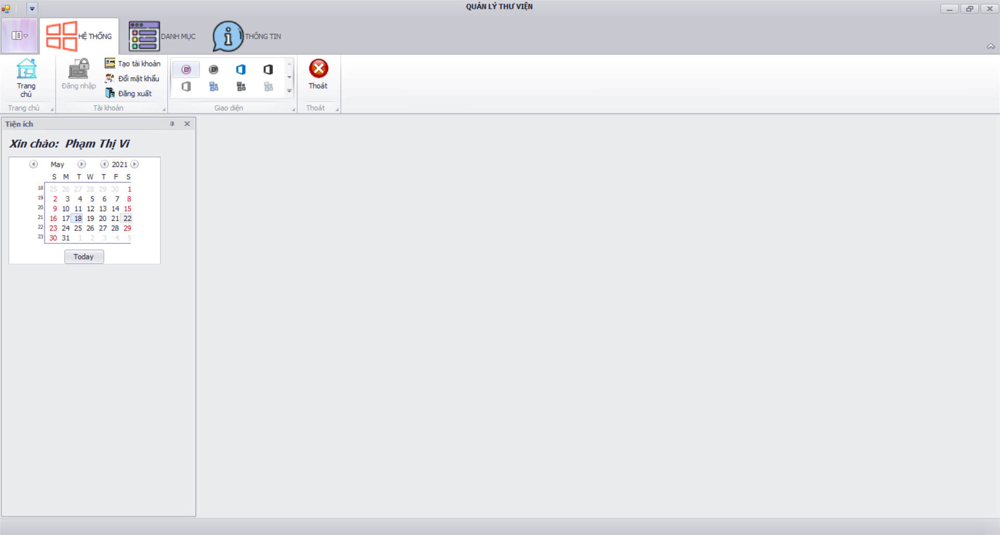 QUẢN LÝ THƯ VIỆN
HỆ THỐNG
DANH MỤC
THÔNG TIN
Trang chủ
Đăng nhập
Tạo tài khoản
Đổi mật khẩu
Đăng xuất
Thoát
Trang chủ
Tài khoản
Giao diện
Thoát
Tiện ích
Xin chào: Phạm Thị Vi
May 2021
S M T W T F S
18 25 26 27 28 29 30 1
19 2 3 4 5 6 7 8
20 9 10 11 12 13 14 15
21 16 17 18 19 20 21 22
22 23 24 25 26 27 28 29
23 30 31 1 2 3 4 5
Today